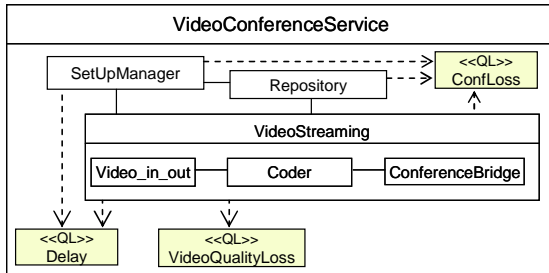 VideoConferenceService
SetUpManager
Repository
<<QL>>
ConfLoss
VideoStreaming
Video_in_out
Coder
ConferenceBridge
<<QL>>
Delay
<<QL>>
VideoQualityLoss